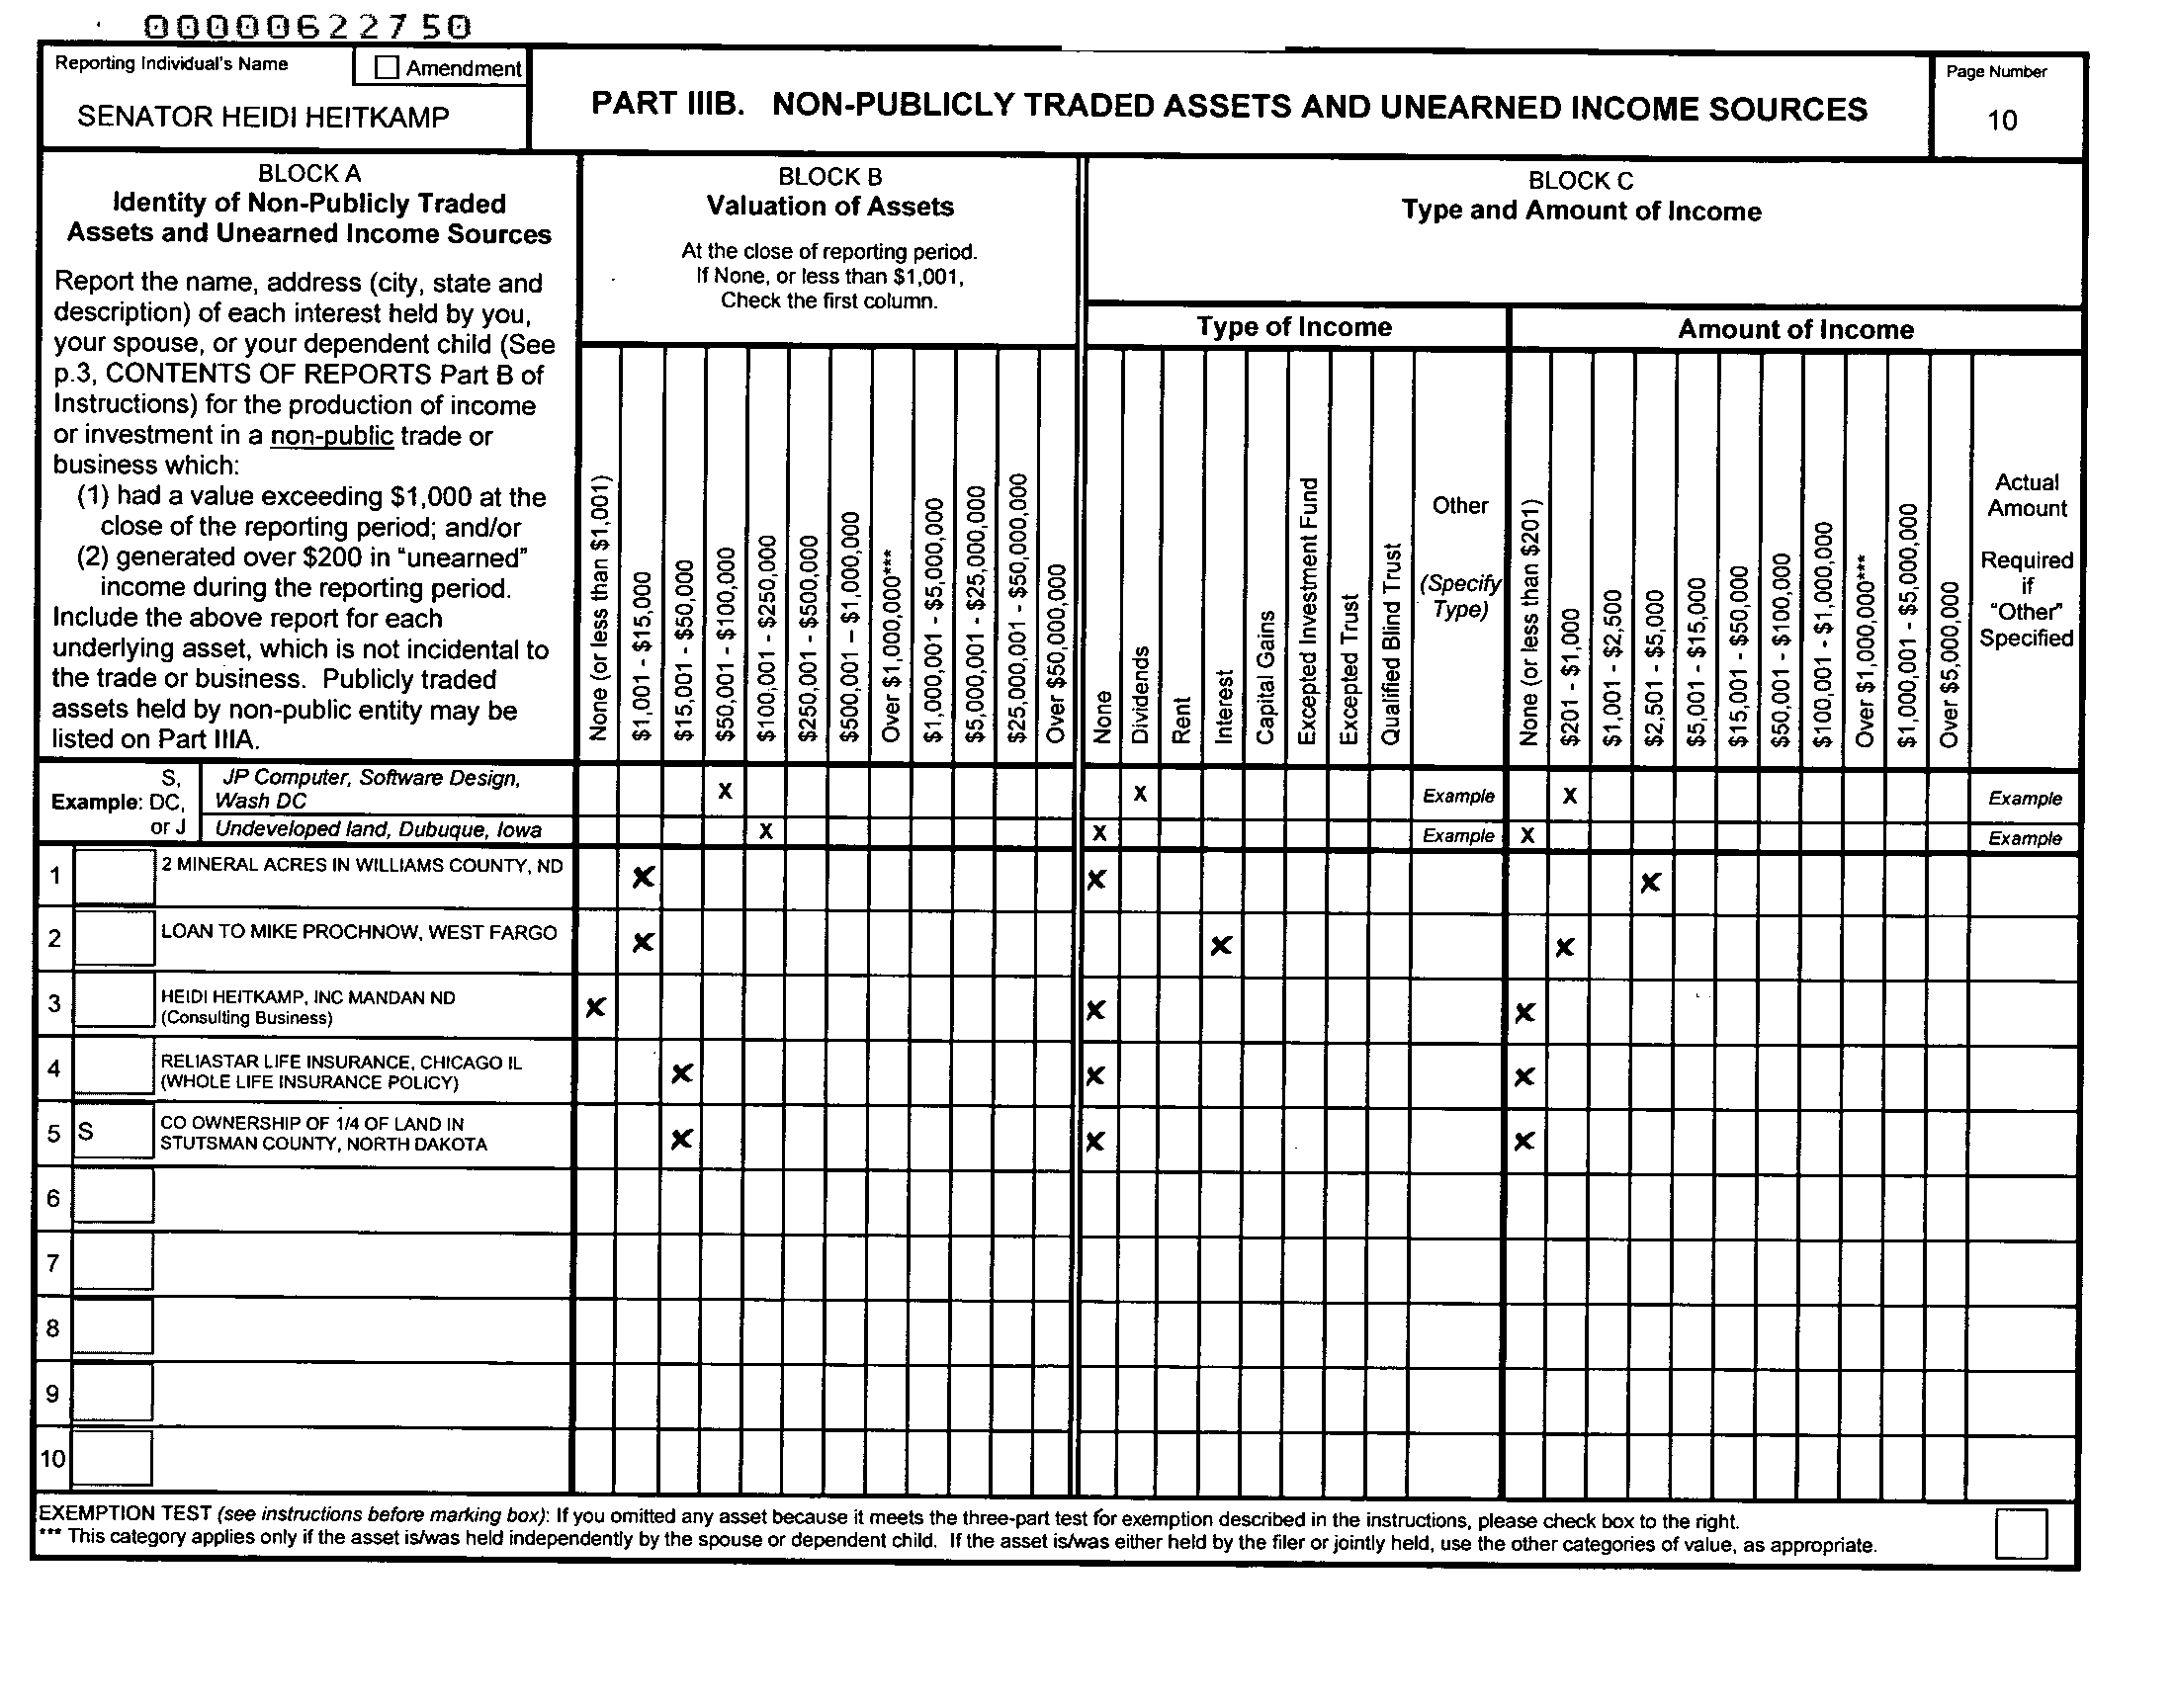 00000622750
Reporting Individual's Name
Amendment
SENATOR HEIDI HEITKAMP
PART IIIB. NON-PUBLICLY TRADED ASSETS AND UNEARNED INCOME SOURCES
Page Number
10
BLOCK A
Identity of Non-Publicly Traded
Assets and Unearned Income Sources
Report the name, address (city, state and
description) of each interest held by you,
your spouse, or your dependent child (See
p.3, CONTENTS OF REPORTS Part B of
Instructions) for the production of income
or investment in a non-public trade or
business which:
(1) had a value exceeding $1,000 at the
close of the reporting period; and/or
(2) generated over $200 in "unearned"
income during the reporting period.
Include the above report for each
underlying asset, which is not incidental to
the trade or business. Publicly traded
assets held by non-public entity may be
listed on Part IIIA.
BLOCK B
Valuation of Assets
At the close of reporting period.
If None, or less than $1,001,
Check the first column.
None (or less than $1,001)
$1,001 - $15,000
$15,001 - $50,000
$50,001 - $100,000
$100,001 - $250,000
$250,001 - $500,000
$500,001 – $1,000,000
Over $1,000,000***
$1,000,001 - $5,000,000
$5,000,001 - $25,000,000
$25,000,001 - $50,000,000
Over $50,000,000
BLOCK C
Type and Amount of Income
Type of Income
None
Dividends
Rent
Interest
Capital Gains
Excepted Investment Fund
Excepted Trust
Qualified Blind Trust
Other
(Specify
Type)
Amount of Income
None (or less than $201)
$201 - $1,000
$1,001 - $2,500
$2,501 - $5,000
$5,001 - $15,000
$15,001 - $50,000
$50,001 - $100,000
$100,001 - $1,000,000
Over $1,000,000***
$1,000,001 - $5,000,000
Over $5,000,000
Actual
Amount
Required
if
"Other"
Specified
Example: S, DC, or J
JP Computer, Software Design,
Wash DC X X Example X Example
Undeveloped land, Dubuque, Iowa X X Example X Example
1 2 MINERAL ACRES IN WILLIAMS COUNTY, ND X X X
2 LOAN TO MIKE PROCHNOW, WEST FARGO X X X
3 HEIDI HEITKAMP, INC MANDAN ND
(Consulting Business) X X X
4 RELIASTAR LIFE INSURANCE, CHICAGO IL
(WHOLE LIFE INSURANCE POLICY) X X X
5 S CO OWNERSHIP OF 1/4 OF LAND IN
STUTSMAN COUNTY, NORTH DAKOTA X X X
6
7
8
9
10
EXEMPTION TEST (see instructions before marking box): If you omitted any asset because it meets the three-part test for exemption described in the instructions, please check box to the right.
*** This category applies only if the asset is/was held independently by the spouse or dependent child. If the asset is/was either held by the filer or jointly held, use the other categories of value, as appropriate.